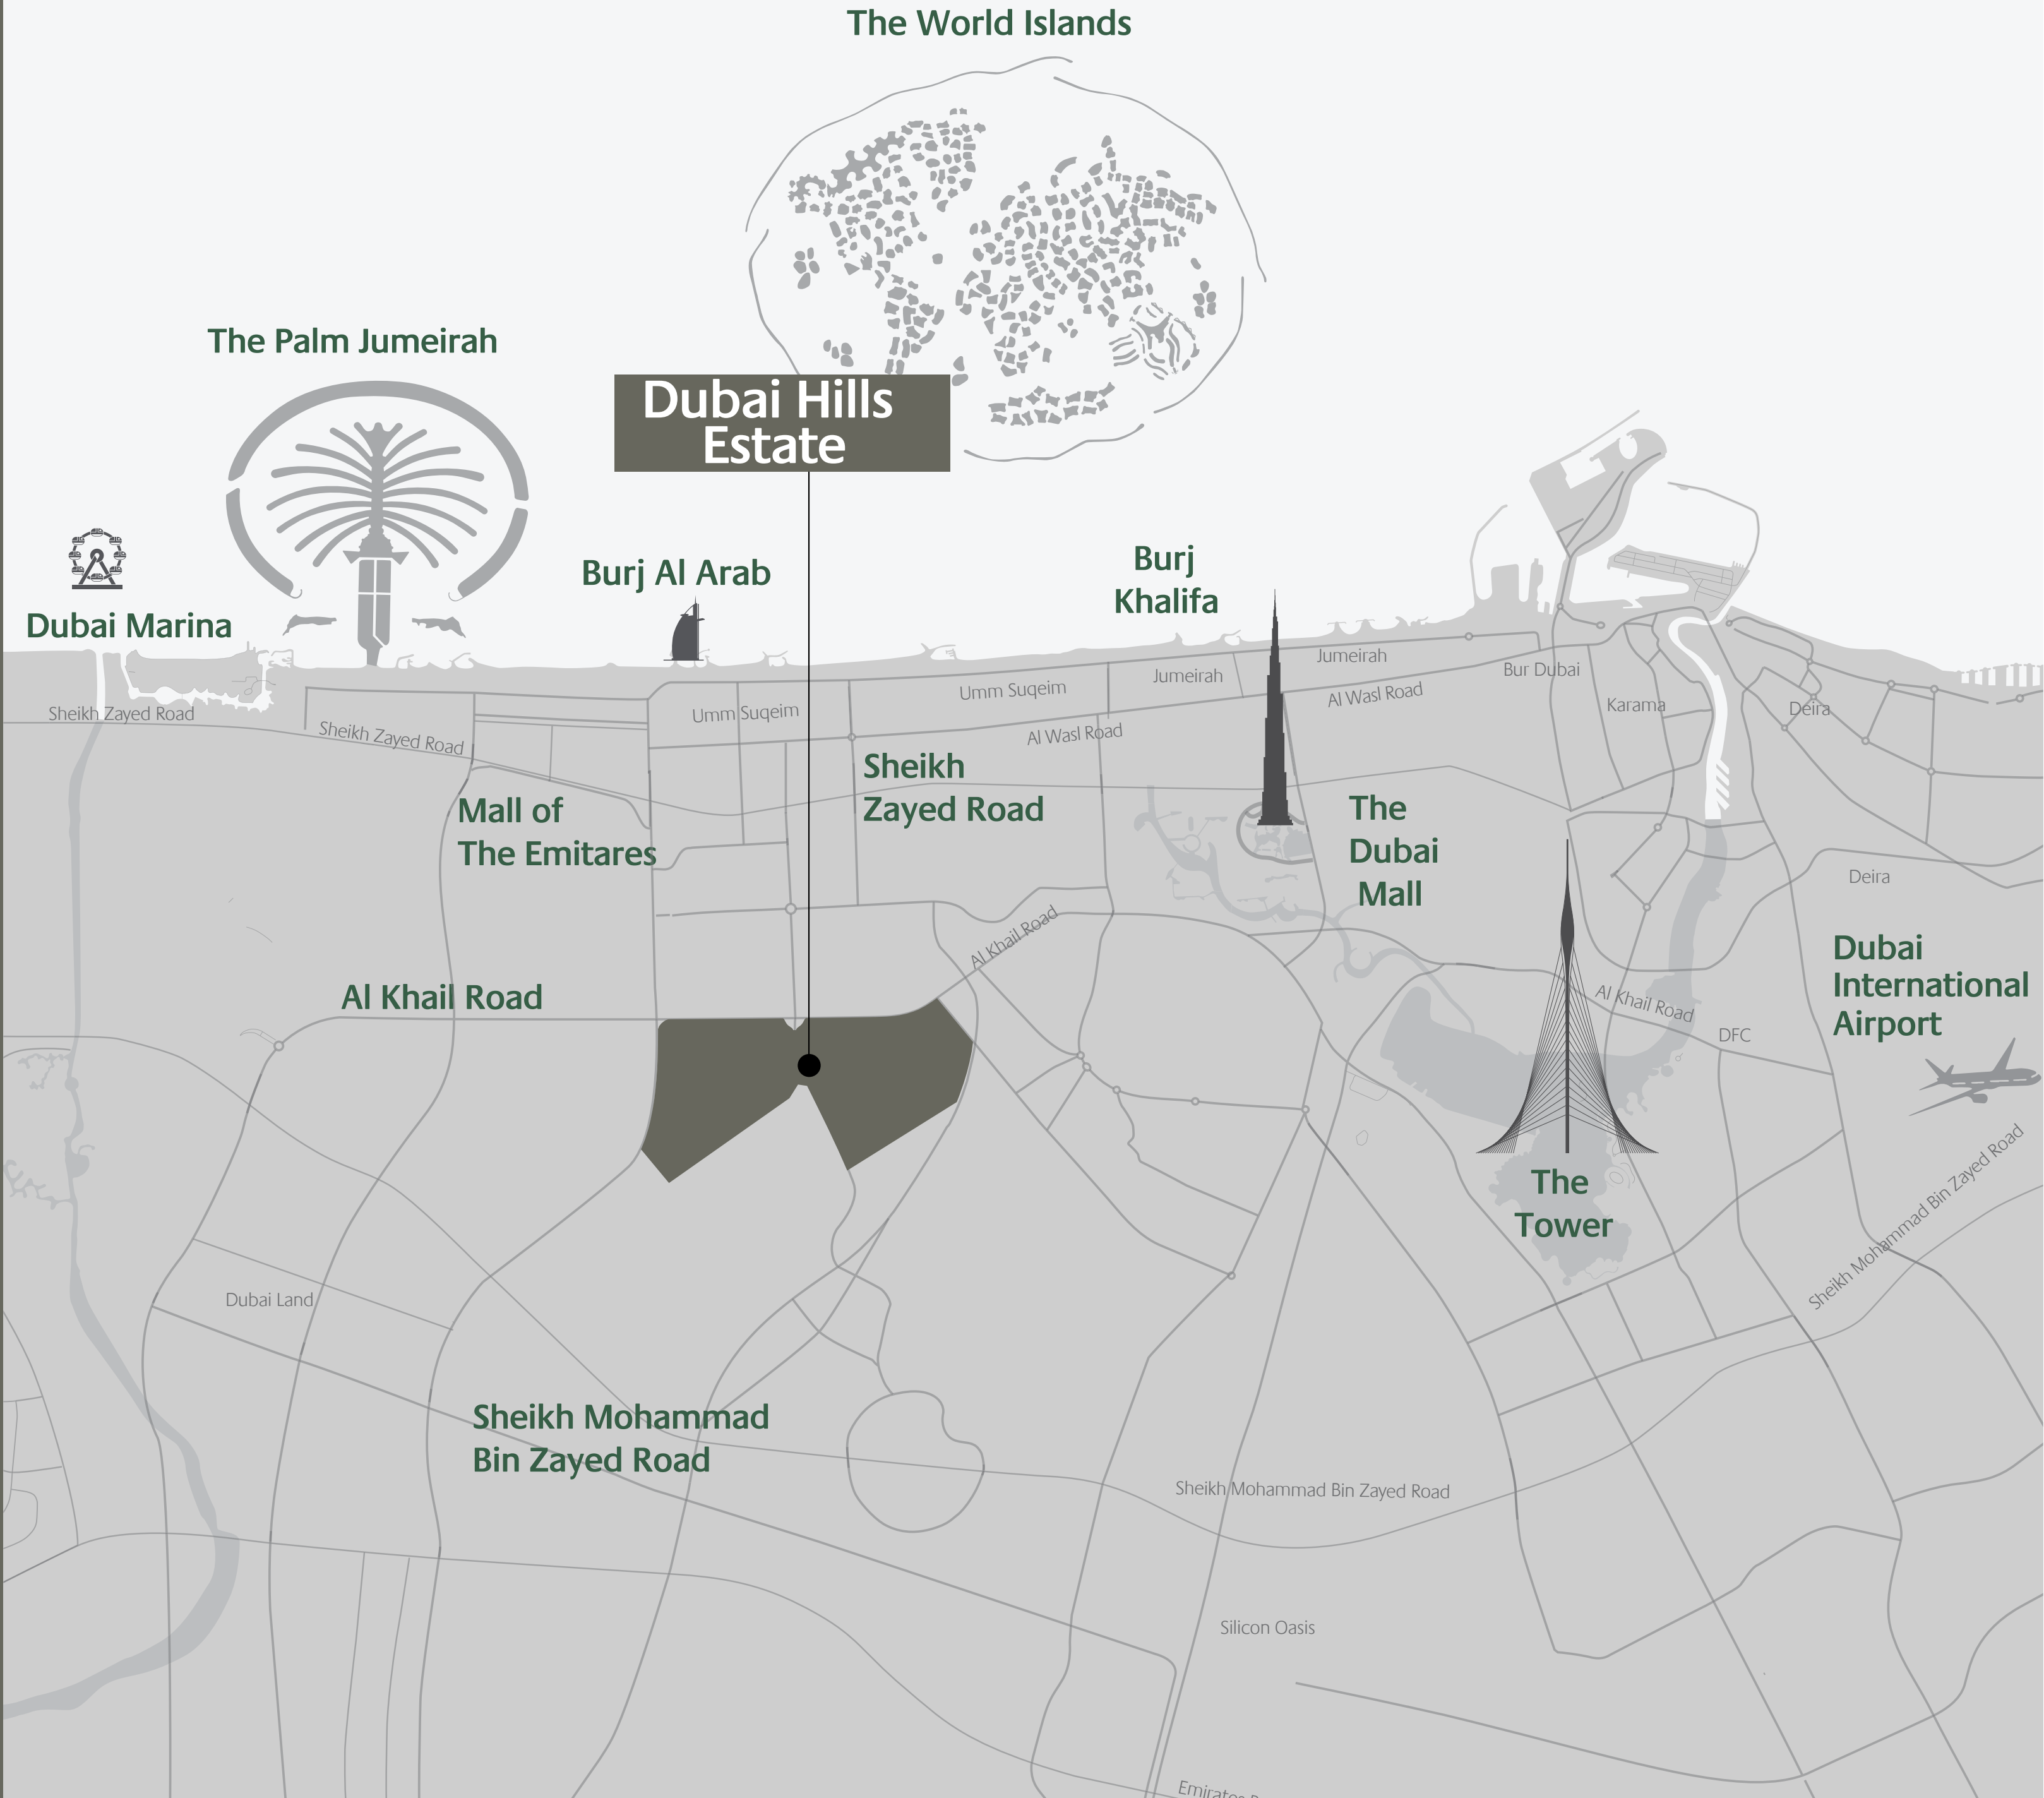 The World Islands
The Palm Jumeirah
Dubai Hills
Estate
Burj Al Arab
Burj
Khalifa
Dubai Marina
Jumeirah
Jumeirah
Bur Dubai
Umm Suqeim
Umm Suqeim
Al Wasl Road
Karama
Deira
Sheikh Zayed Road
Sheikh Zayed Road
Al Wasl Road
Sheikh
Zayed Road
Mall of
The Emitares
The
Dubai
Mall
Deira
Al Khail Road
Dubai
International
Airport
Al Khail Road
Al Khail Road
DFC
The
Tower
Sheikh Mohammad Bin Zayed Road
Dubai Land
Sheikh Mohammad
Bin Zayed Road
Sheikh Mohammad Bin Zayed Road
Silicon Oasis
Emirates